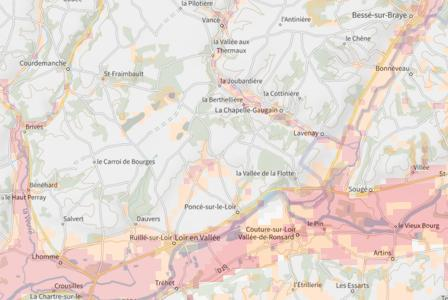 la Pilotière
Vancé
l'Antinière
Bessé-sur-Braye
la Vallée aux
Thermaux
le Chêne
Courdemanche
St-Fraimbault
Bonneveau
la Joubardière
la Cottinière
la Berthellière
La Chapelle-Gaugain
Brives
Lavenay
le Carroi de Bourges
la Vallée de la Flotte
Villée
Bénéhard
le Haut Perray
Sougé
Poncé-sur-le-Loir
Salvert
Dauvers
Couture-sur-Loir
Vallée-de-Ronsard
le Pin
le Vieux Bourg
Ruillé-sur-Loir
Loir en Vallée
Lhomme
Artins
Crousilles
Tréhet
l'Étrillerie
Les Essarts
La Chartre-sur-le-